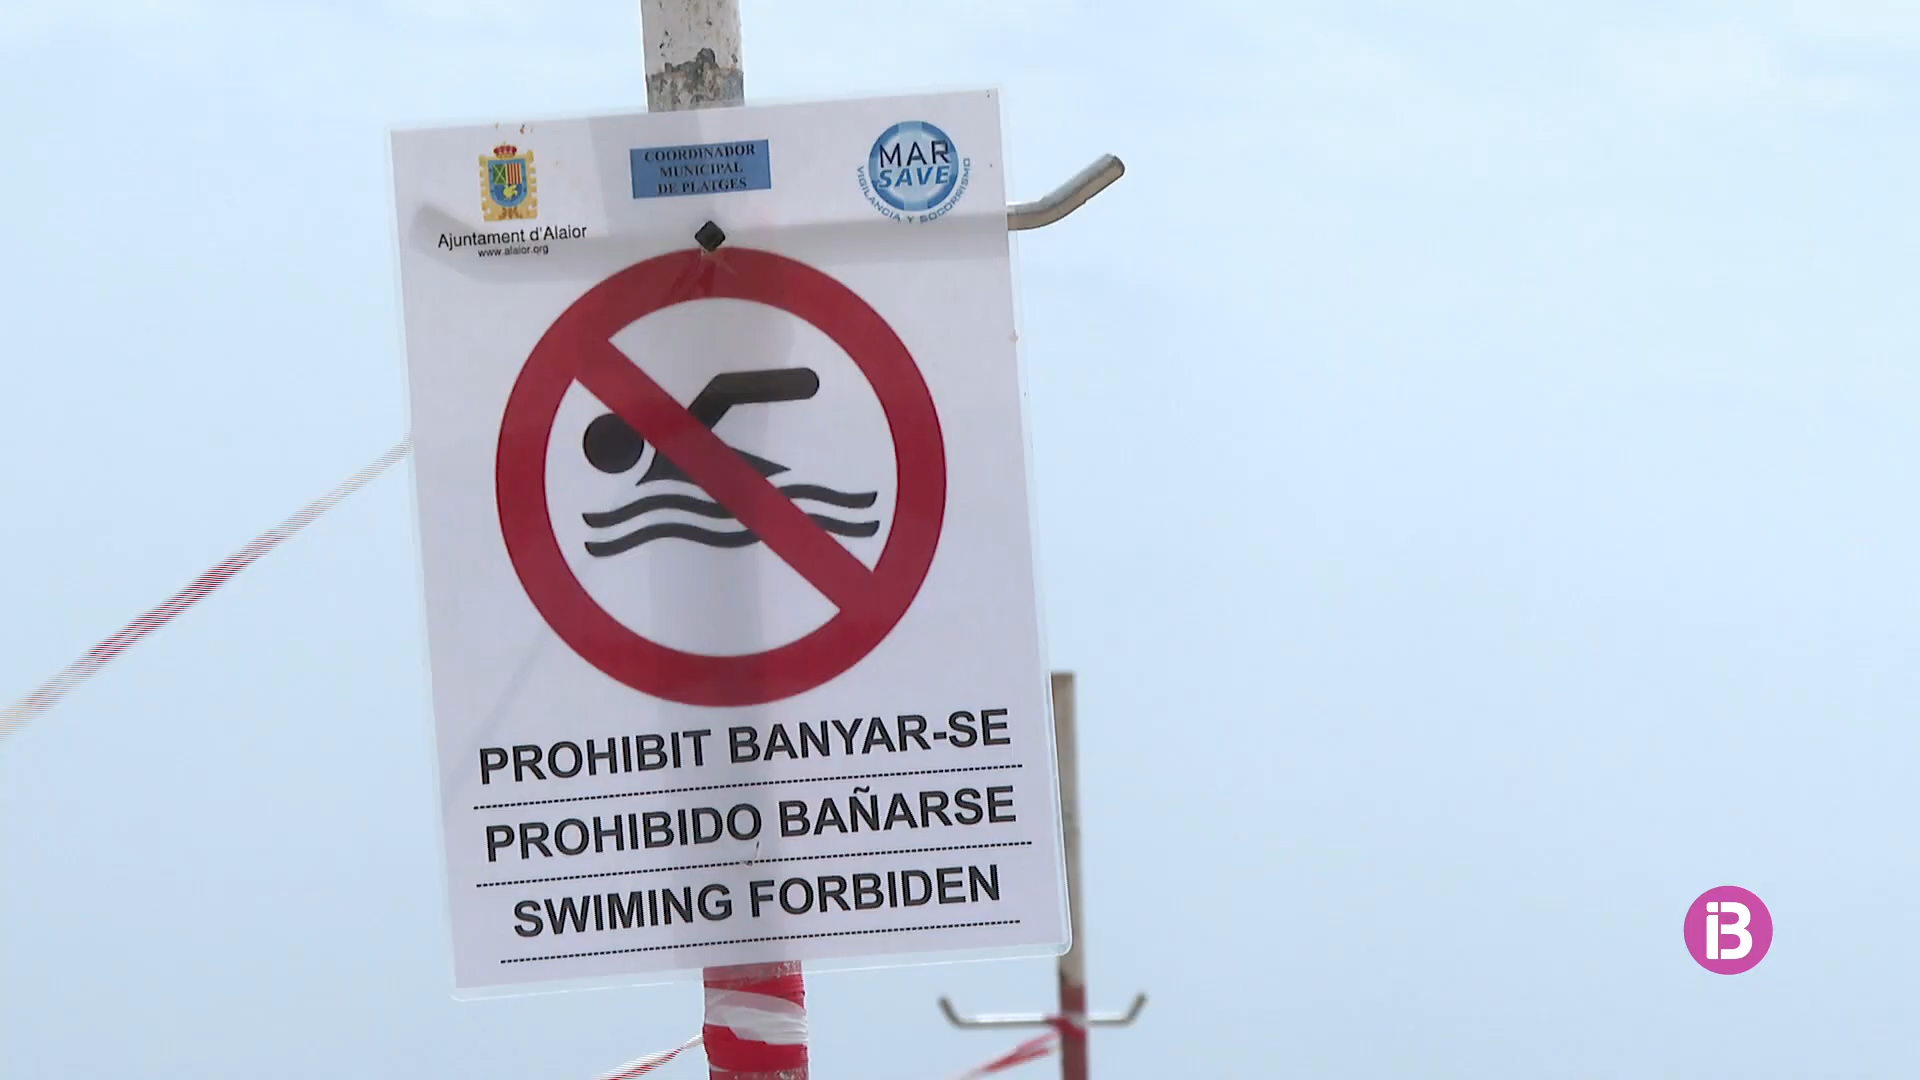 COORDINADOR
MUNICIPAL
DE PLATGES
MAR
SAVE
VIGILANCIA Y SOCORRISMO
Ajuntament d'Alaior
www.alaior.org
PROHIBIT BANYAR-SE
PROHIBIDO BAÑARSE
SWIMING FORBIDEN
IB